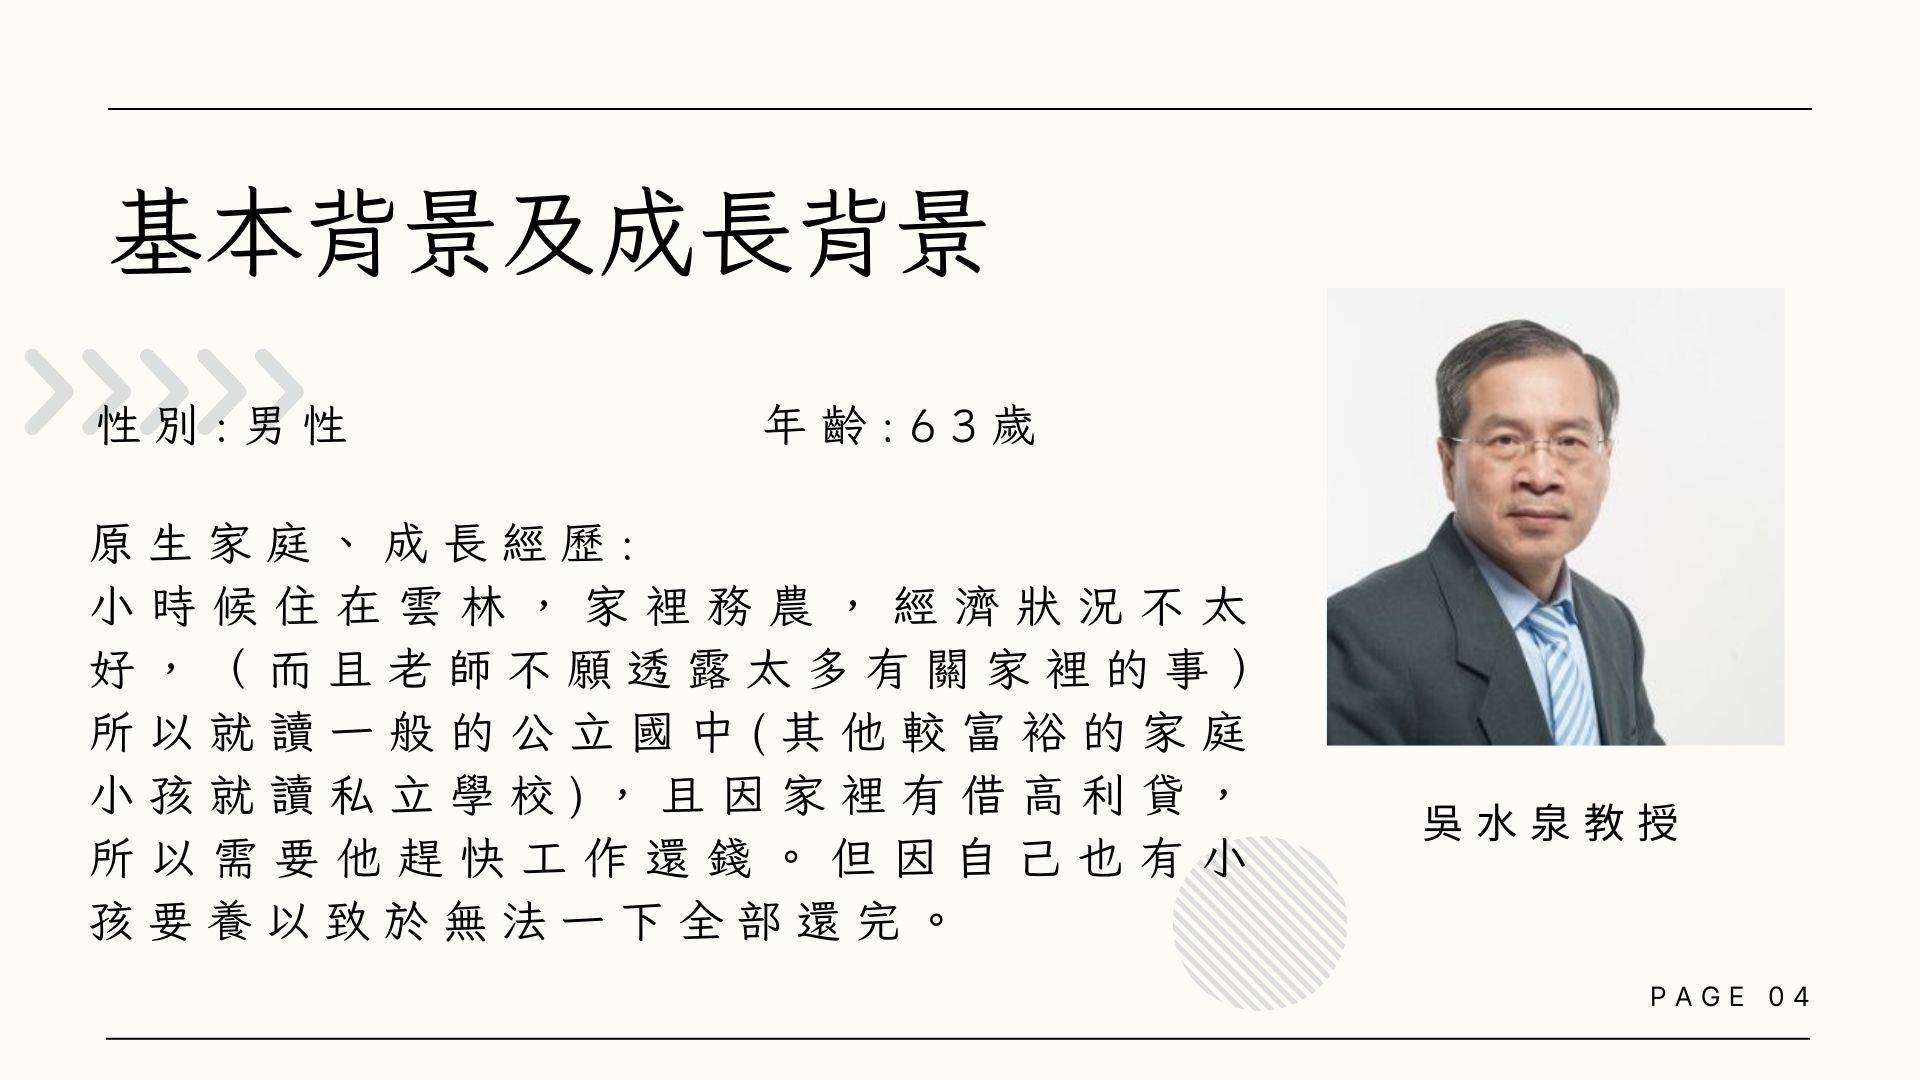 基本背景及成長背景
性別:男性
年齡:63歲
原生家庭、成長經歷:
小時候住在雲林，家裡務農，經濟狀況不太
好，（而且老師不願透露太多有關家裡的事）
所以就讀一般的公立國中(其他較富裕的家庭
小孩就讀私立學校)，且因家裡有借高利貸，
所以需要他趕快工作還錢。但因自己也有小
孩要養以致於無法一下全部還完。
吳水泉教授
PAGE 04